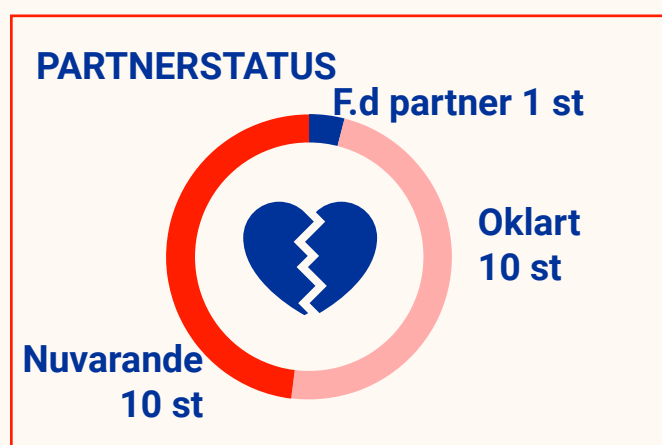 PARTNERSTATUS
F.d partner 1 st
Oklart
10 st
Nuvarande
10 st